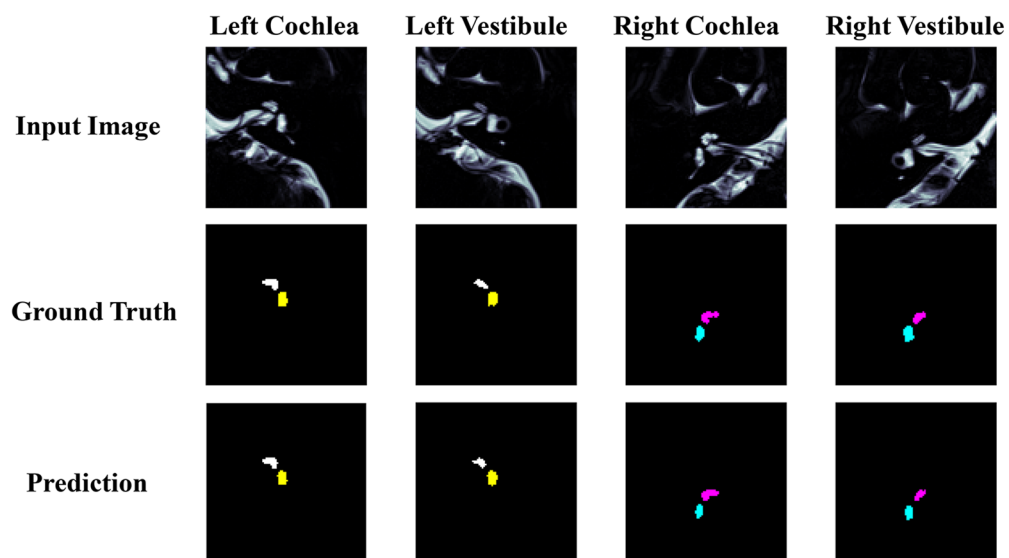 Left Cochlea Left Vestibule Right Cochlea Right Vestibule
Input Image
Ground Truth
Prediction